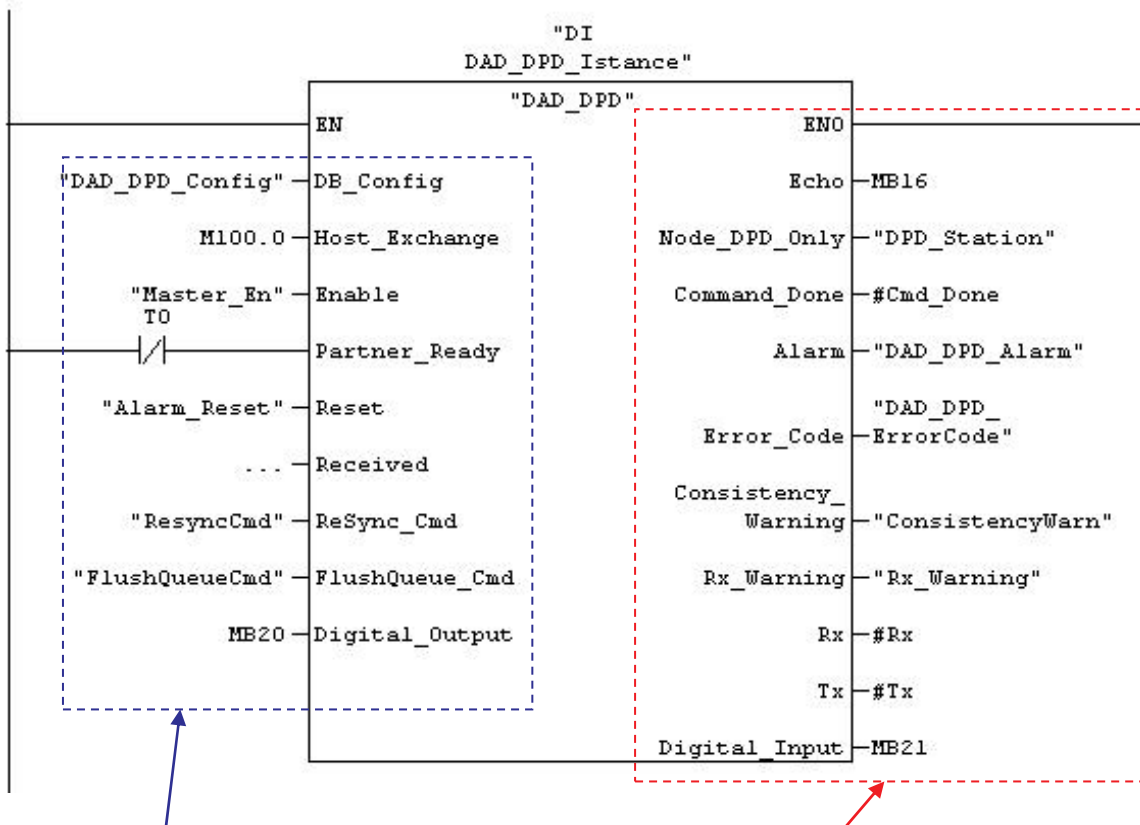 "DI
DAD_DPD_Istance"
"DAD_DPD"
EN
ENO
"DAD_DPD_Config"
DB_Config
Echo
MB16
M100.0
Host_Exchange
Node_DPD_Only
"DPD_Station"
"Master_En"
Enable
Command_Done
#Cmd_Done
T0
Partner_Ready
Alarm
"DAD_DPD_Alarm"
"Alarm_Reset"
Reset
"DAD_DPD_
Error_Code
ErrorCode"
...
Received
Consistency_
Warning
"ConsistencyWarn"
"ResyncCmd"
ReSync_Cmd
"FlushQueueCmd"
FlushQueue_Cmd
Rx_Warning
"Rx_Warning"
MB20
Digital_Output
Rx
#Rx
Tx
#Tx
Digital_Input
MB21